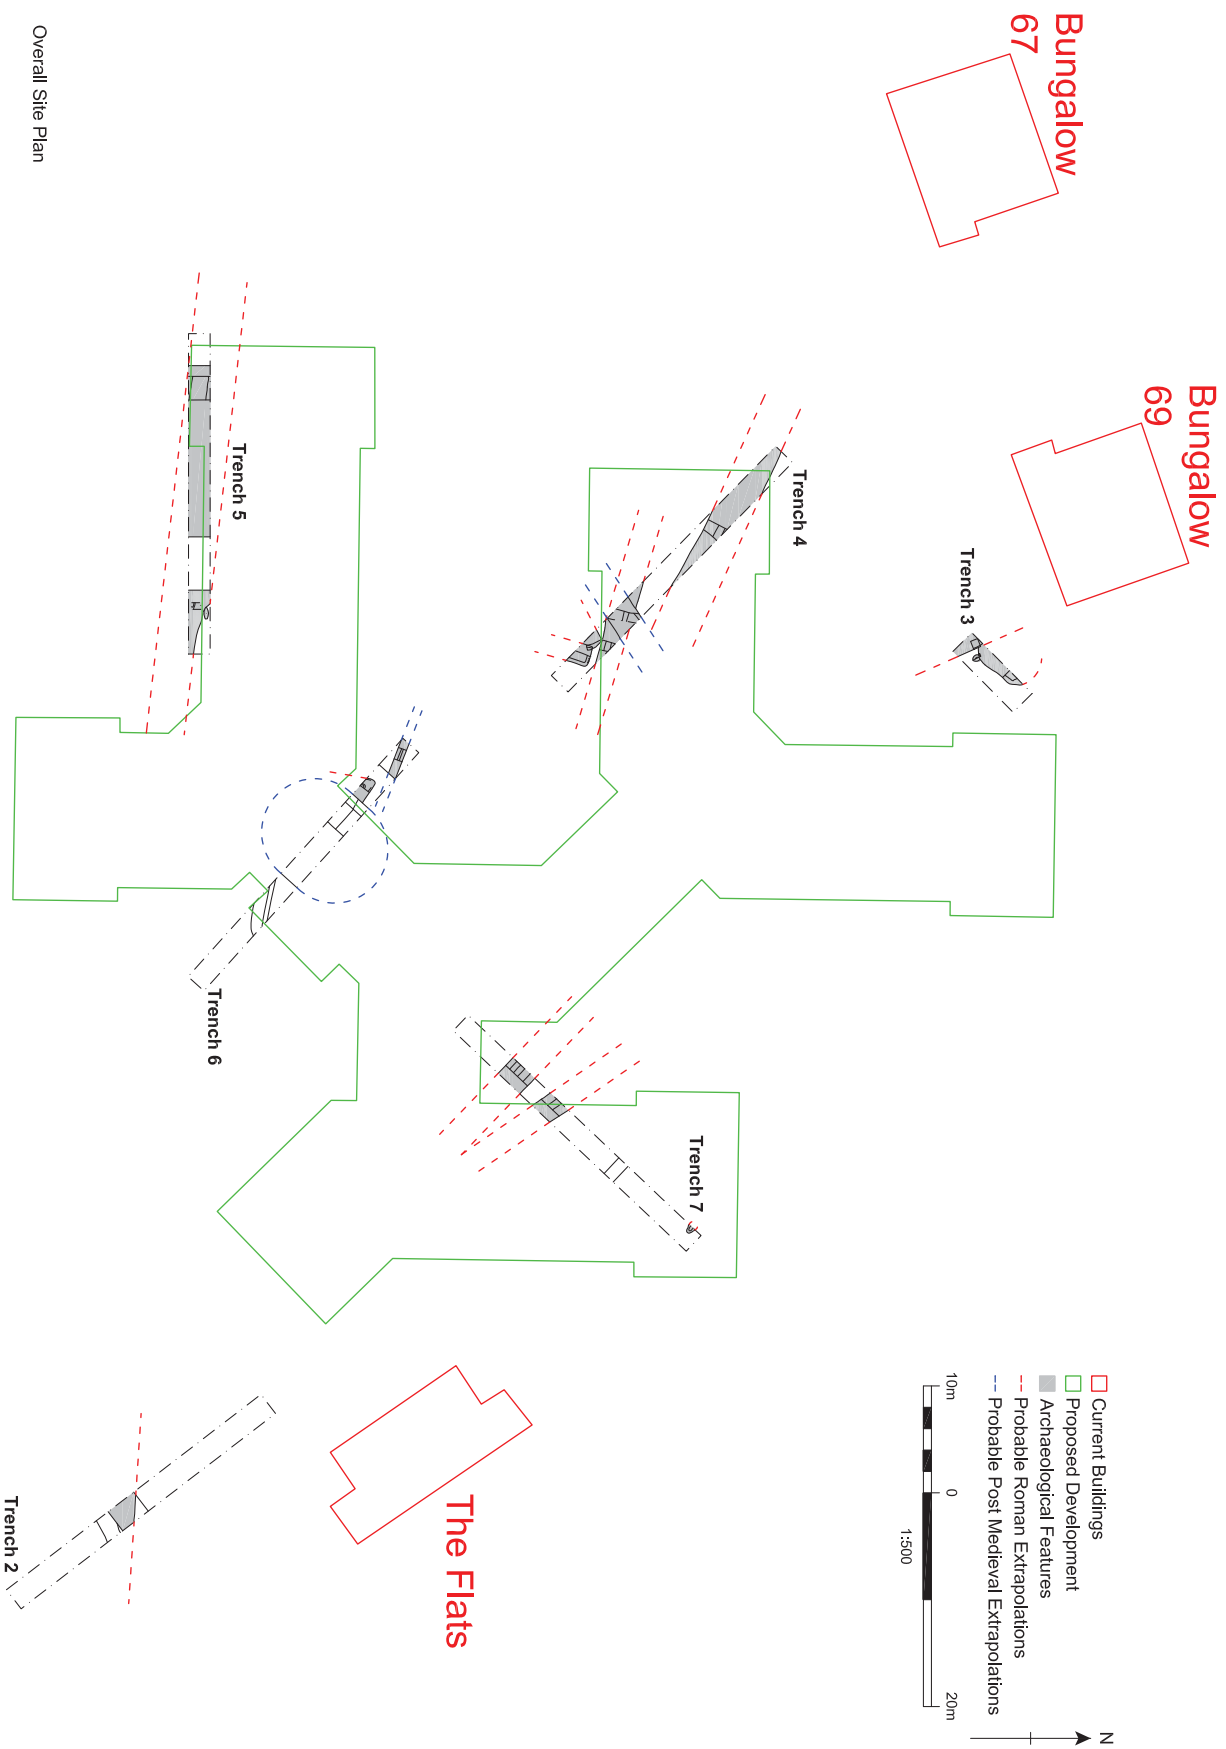 Bungalow
67
Bungalow
69
Trench 3
Trench 4
Trench 5
Trench 6
Trench 7
Trench 2
The Flats
Current Buildings
Proposed Development
Archaeological Features
Probable Roman Extrapolations
Probable Post Medieval Extrapolations
10m 0 20m
1:500
N
Overall Site Plan